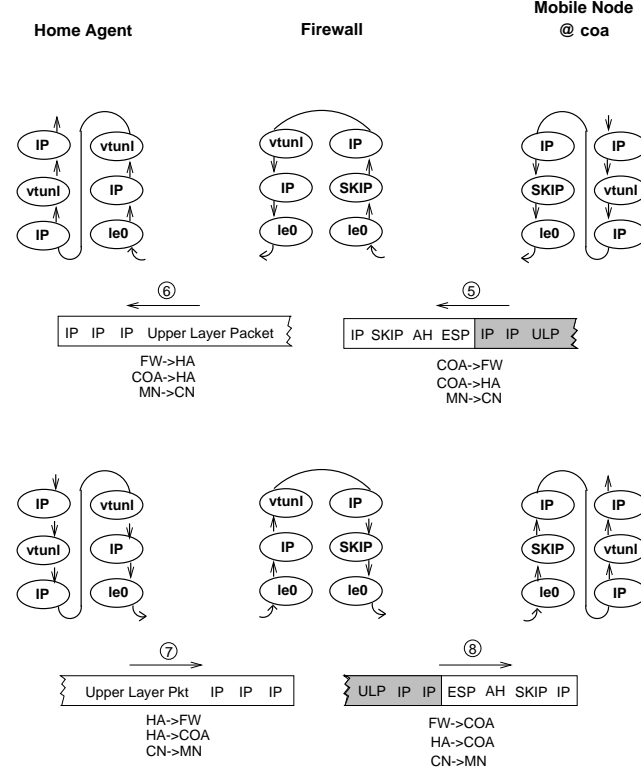 Mobile Node
Home Agent Firewall @ coa
IP vtunl vtunl IP IP IP
vtunl IP IP SKIP SKIP vtunl
IP le0 le0 le0 le0 IP
6 5
IP IP IP Upper Layer Packet IP SKIP AH ESP IP IP ULP
FW->HA COA->FW
COA->HA COA->HA
MN->CN MN->CN
IP vtunl vtunl IP IP IP
vtunl IP IP SKIP SKIP vtunl
IP le0 le0 le0 le0 IP
7 8
Upper Layer Pkt IP IP IP ULP IP IP ESP AH SKIP IP
HA->FW FW->COA
HA->COA HA->COA
CN->MN CN->MN